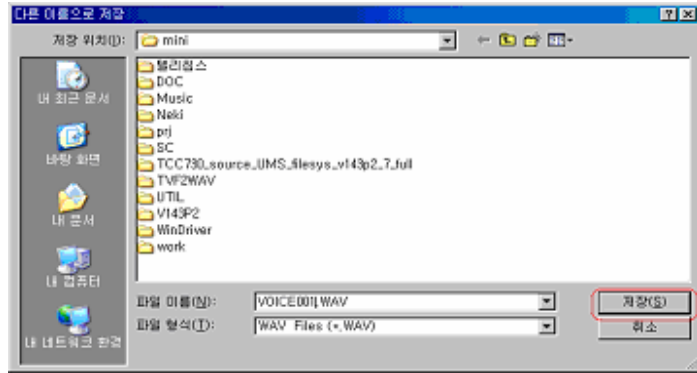 다른 이름으로 저장
저장 위치(I): mini
내 최근 문서
바탕 화면
내 문서
내 컴퓨터
내 네트워크 환경
텔리칩스
DOC
Music
Neki
prj
SC
TCC730_source_UMS_filesys_v143p2_7_full
TVF2WAV
UTIL
V143P2
WinDriver
work
파일 이름(N): VOICE001.WAV 저장(S)
파일 형식(T): WAV Files (*.WAV) 취소